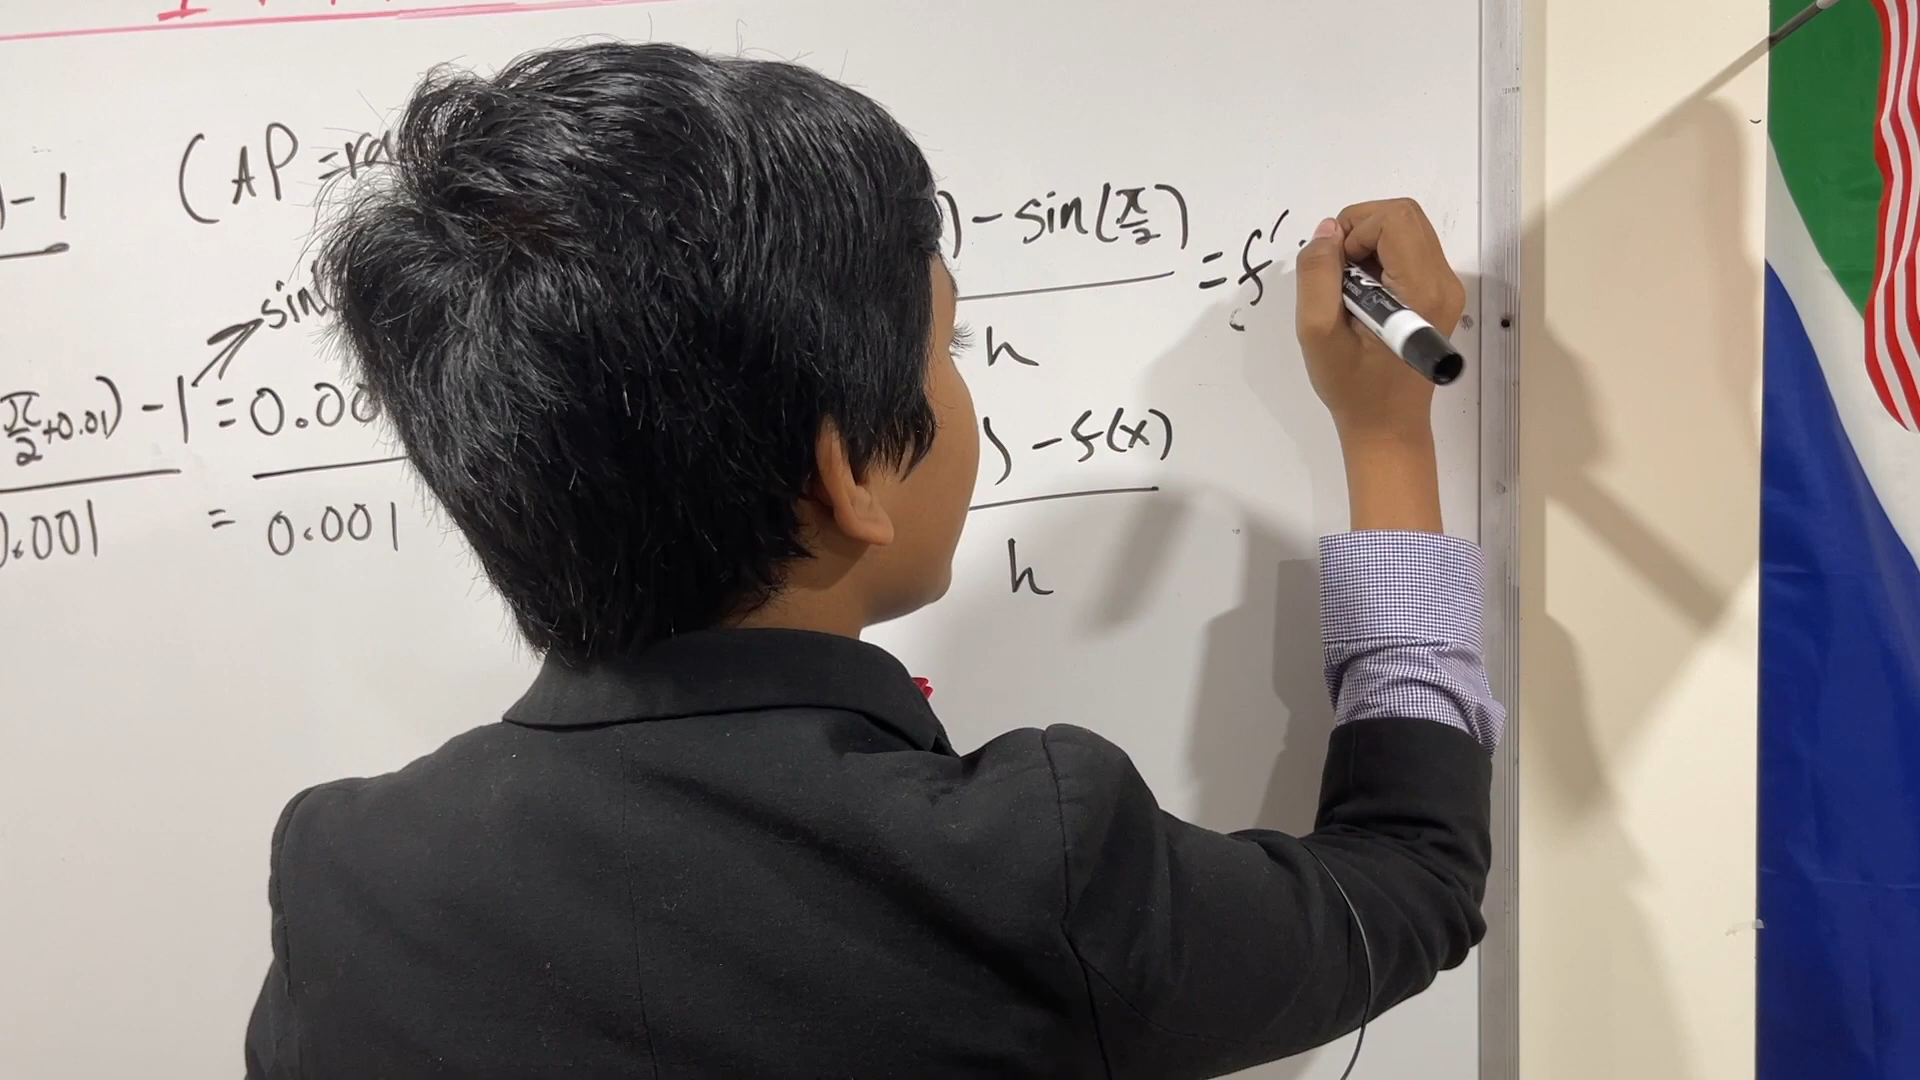 )-1
(AP =ra
) - sin(π/2)
= f'
h
sin(
π/2 +0.01) - 1 = 0.00
) - f(x)
0.001 = 0.001
h